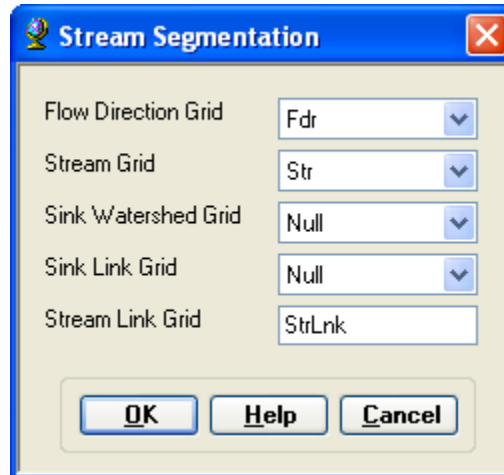 Stream Segmentation
Flow Direction Grid Fdr
Stream Grid Str
Sink Watershed Grid Null
Sink Link Grid Null
Stream Link Grid StrLnk
OK Help Cancel